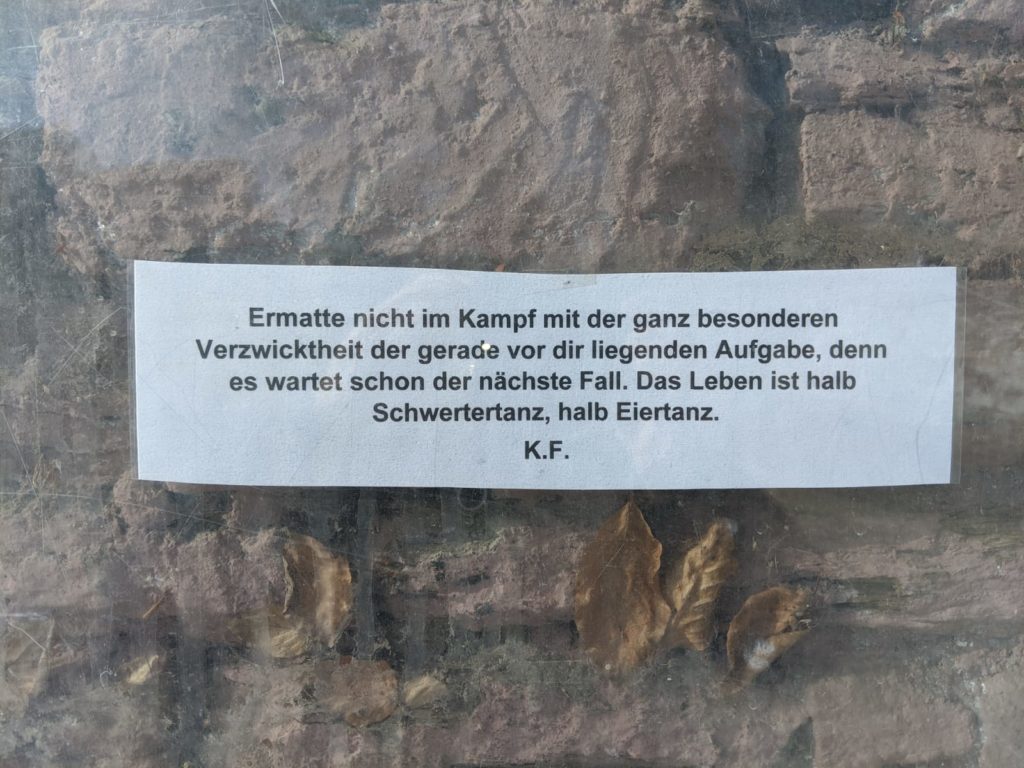 Ermatte nicht im Kampf mit der ganz besonderen
Verzwicktheit der gerade vor dir liegenden Aufgabe, denn
es wartet schon der nächste Fall. Das Leben ist halb
Schwertertanz, halb Eiertanz.
K.F.